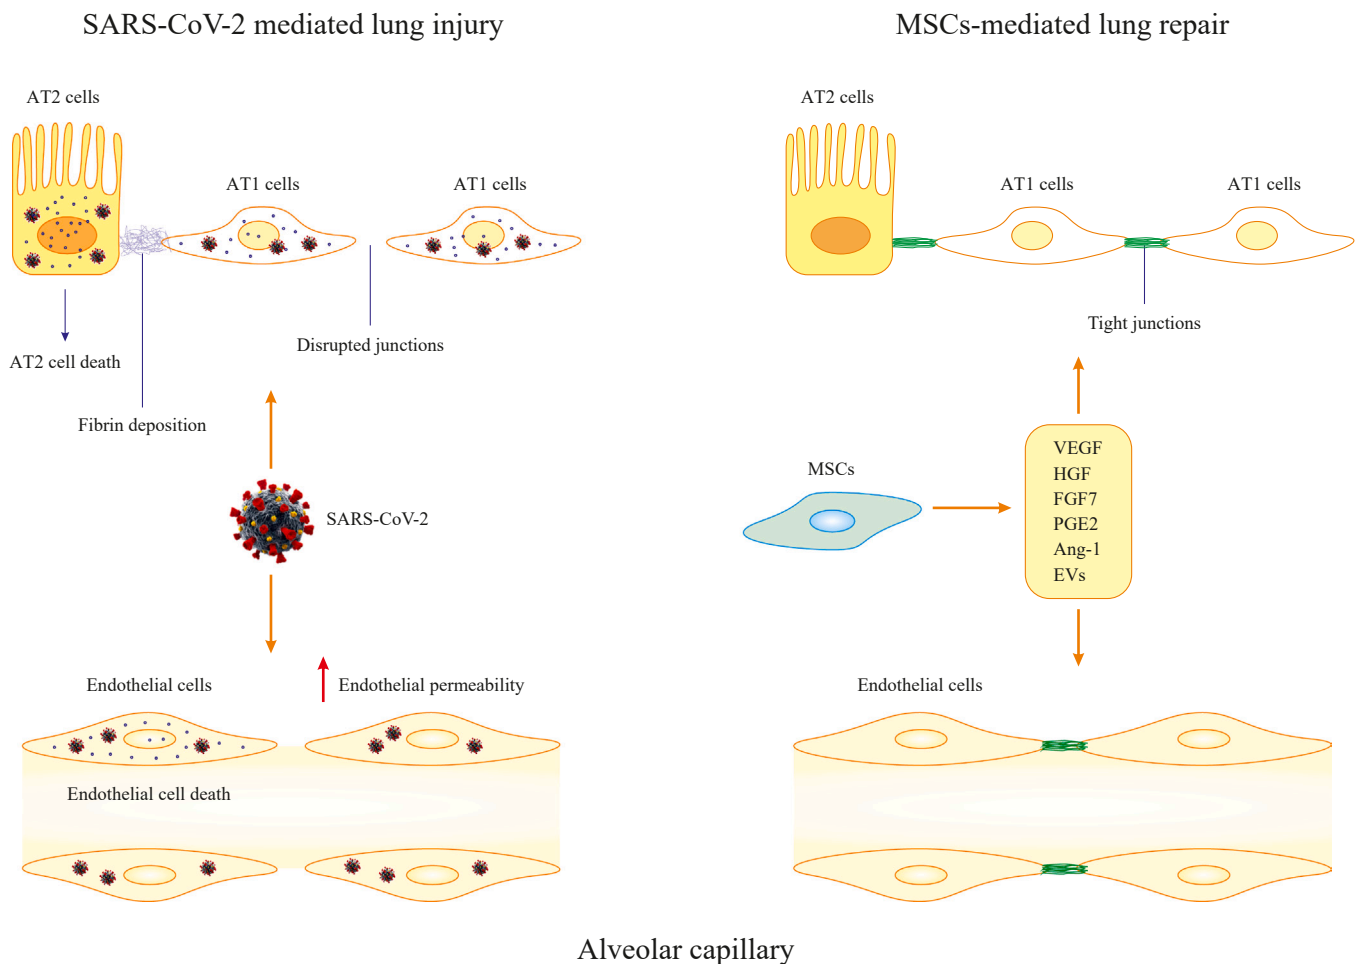 SARS-CoV-2 mediated lung injury
AT2 cells
AT1 cells
AT1 cells
Disrupted junctions
AT2 cell death
Fibrin deposition
SARS-CoV-2
Endothelial cells
Endothelial permeability
Endothelial cell death
MSCs-mediated lung repair
AT2 cells
AT1 cells
AT1 cells
Tight junctions
MSCs
VEGF
HGF
FGF7
PGE2
Ang-1
EVs
Endothelial cells
Alveolar capillary